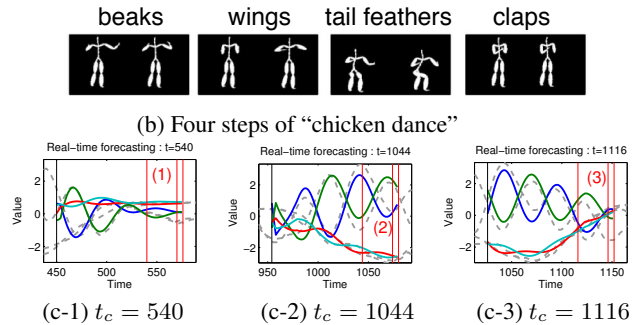 beaks wings tail feathers claps
(b) Four steps of “chicken dance”
Real−time forecasting : t=540
Real−time forecasting : t=1044
Real−time forecasting : t=1116
(1)
(2)
(3)
Value
2
0
−2
450 500 550
Time
Value
2
0
−2
950 1000 1050
Time
Value
2
0
−2
1050 1100 1150
Time
(c-1) t_c = 540 (c-2) t_c = 1044 (c-3) t_c = 1116